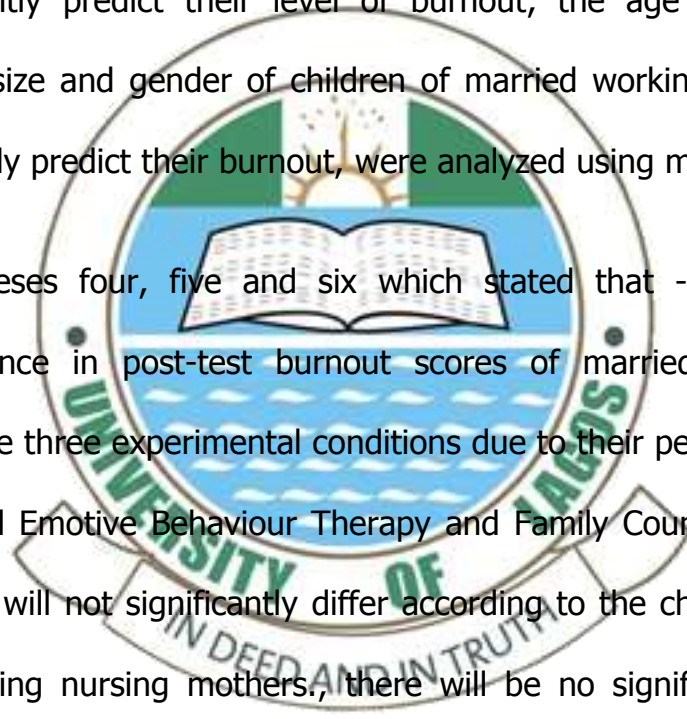 ntly predict their level of burnout, the age
size and gender of children of married workin
ly predict their burnout, were analyzed using m
eses four, five and six which stated that -
nce in post-test burnout scores of married
e three experimental conditions due to their pe
l Emotive Behaviour Therapy and Family Cour
will not significantly differ according to the ch
ing nursing mothers., there will be no signif
UNIVERSITY OF LAGOS
IN DEED AND IN TRUTH